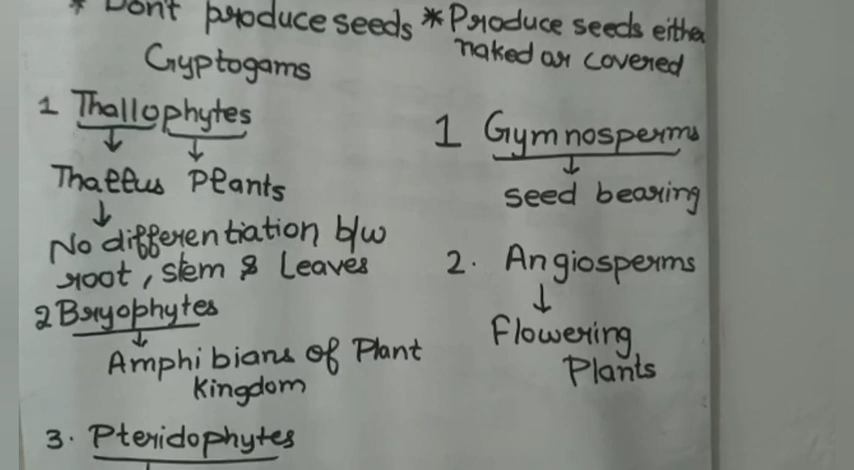 * Don't produce seeds
Cryptogams
1 Thallophytes
Thallus Plants
No differentiation b/w
root, stem & Leaves
2 Bryophytes
Amphibians of Plant
Kingdom
3. Pteridophytes
* Produce seeds either
naked or covered
1 Gymnosperms
seed bearing
2. Angiosperms
Flowering
Plants